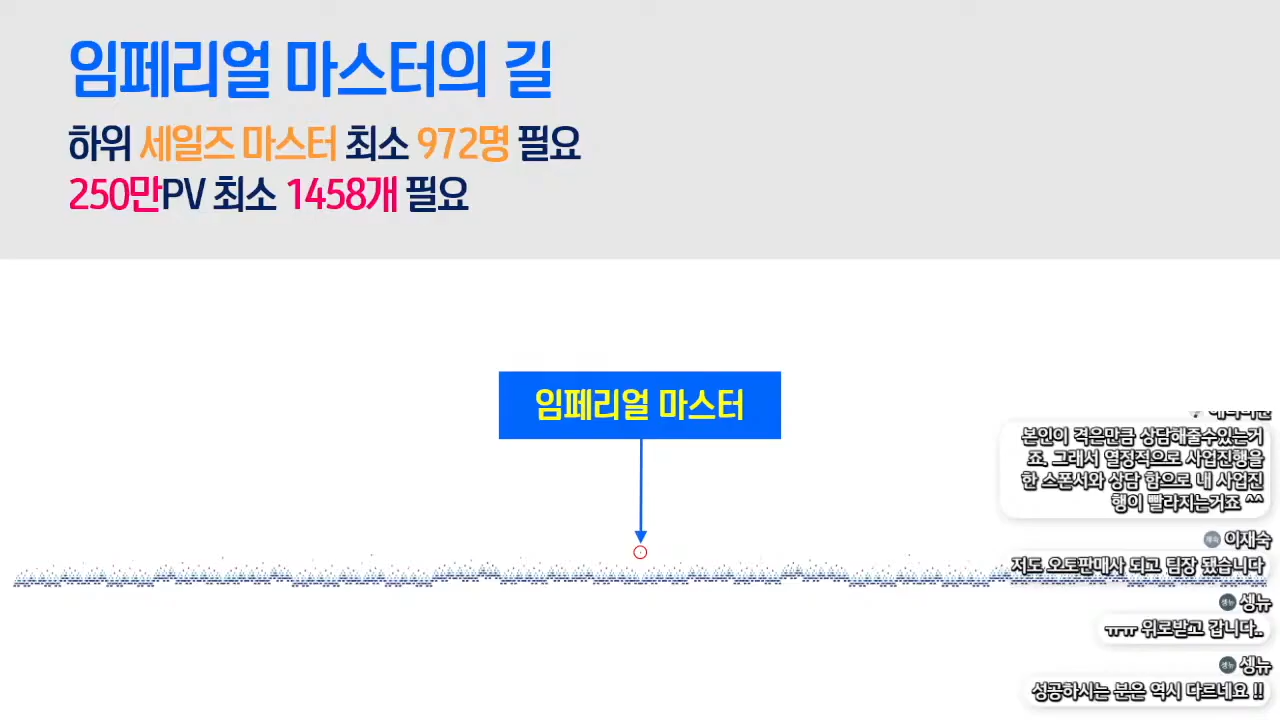 임페리얼 마스터의 길
하위 세일즈 마스터 최소 972명 필요
250만PV 최소 1458개 필요
임페리얼 마스터
본인이 격은만큼 상담해줄수있는거
죠. 그래서 열정적으로 사업진행을
한 스폰서와 상담 함으로 내 사업진
행이 빨라지는거죠 ^^
이재숙
저도 오토판매사 되고 팀장 됐습니다
셍뉴
ㅠㅠ 위로받고 갑니다..
셍뉴
성공하시는 분은 역시 다르네요 !!